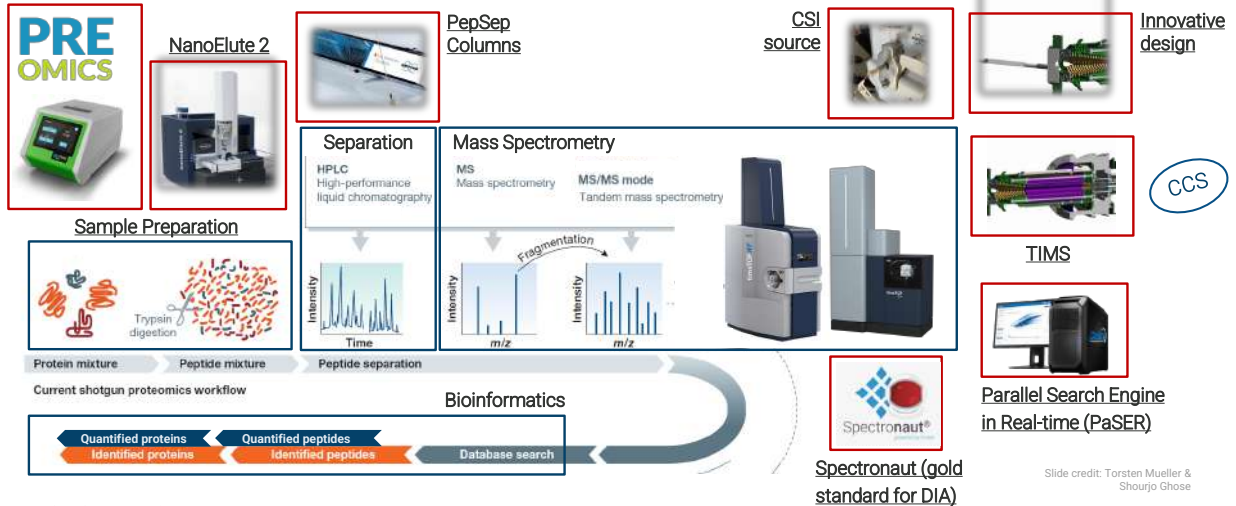 PRE
OMICS
NanoElute 2
PepSep
Columns
CSI
source
Innovative
design
Separation
Mass Spectrometry
HPLC
High-performance
liquid chromatography
MS
Mass spectrometry
MS/MS mode
Tandem mass spectrometry
CCS
Sample Preparation
TIMS
Trypsin
digestion
Intensity
Time
Intensity
m/z
Fragmentation
Intensity
m/z
Protein mixture
Peptide mixture
Peptide separation
Current shotgun proteomics workflow
Bioinformatics
Quantified proteins
Quantified peptides
Identified proteins
Identified peptides
Database search
Spectronaut®
Spectronaut (gold
standard for DIA)
Parallel Search Engine
in Real-time (PaSER)
Slide credit: Torsten Mueller &
Shourjo Ghose